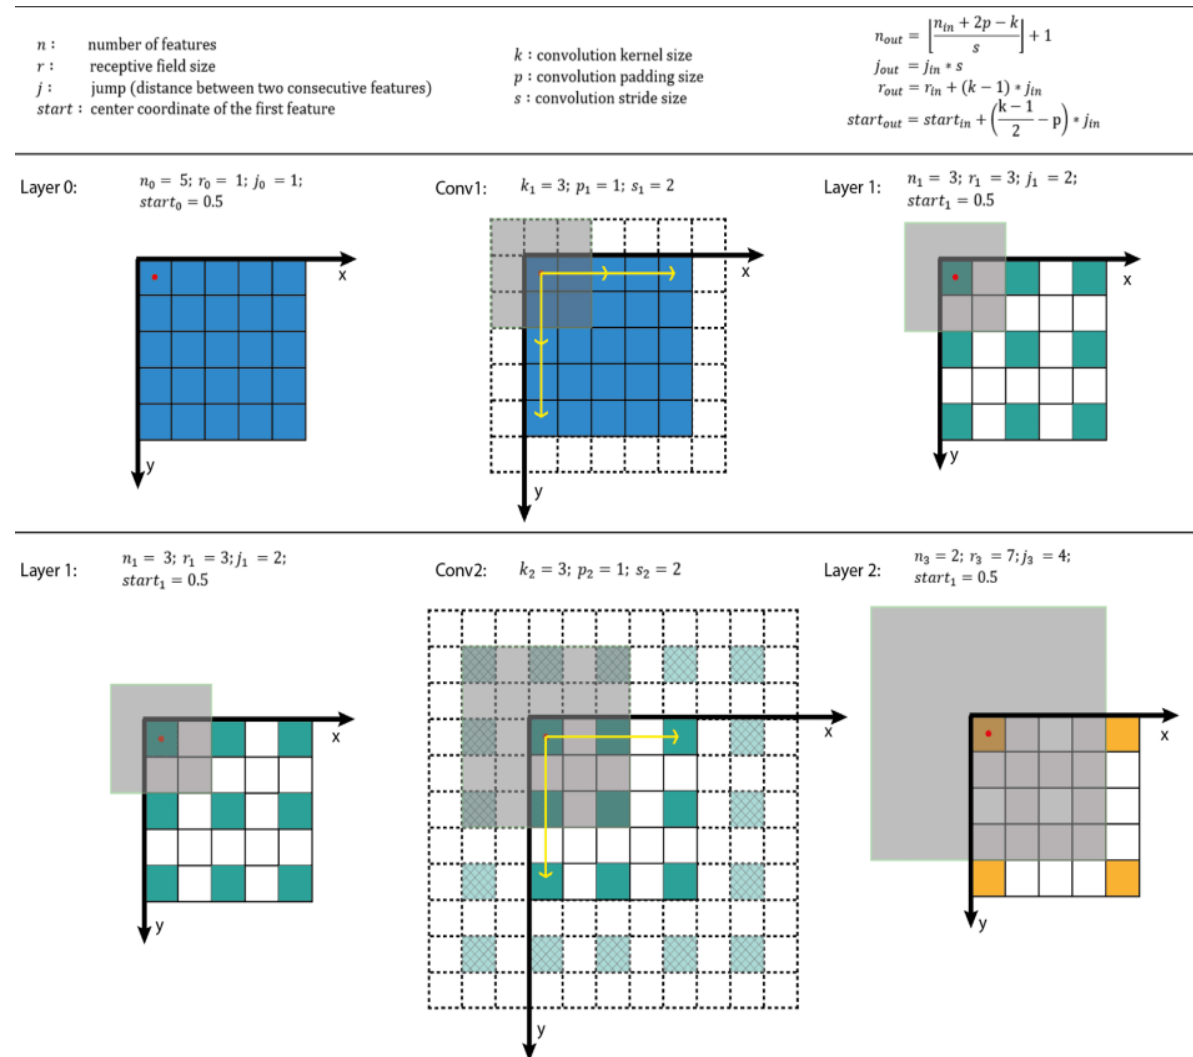 n : number of features
r : receptive field size
j : jump (distance between two consecutive features)
start : center coordinate of the first feature
k : convolution kernel size
p : convolution padding size
s : convolution stride size
n_out = ⌊(n_in + 2p − k)/s⌋ + 1
j_out = j_in * s
r_out = r_in + (k − 1) * j_in
start_out = start_in + ((k − 1)/2 − p) * j_in
Layer 0:
n_0 = 5; r_0 = 1; j_0 = 1;
start_0 = 0.5
x
y
Conv1:
k_1 = 3; p_1 = 1; s_1 = 2
x
y
Layer 1:
n_1 = 3; r_1 = 3; j_1 = 2;
start_1 = 0.5
x
y
Layer 1:
n_1 = 3; r_1 = 3; j_1 = 2;
start_1 = 0.5
x
y
Conv2:
k_2 = 3; p_2 = 1; s_2 = 2
x
y
Layer 2:
n_3 = 2; r_3 = 7; j_3 = 4;
start_1 = 0.5
x
y